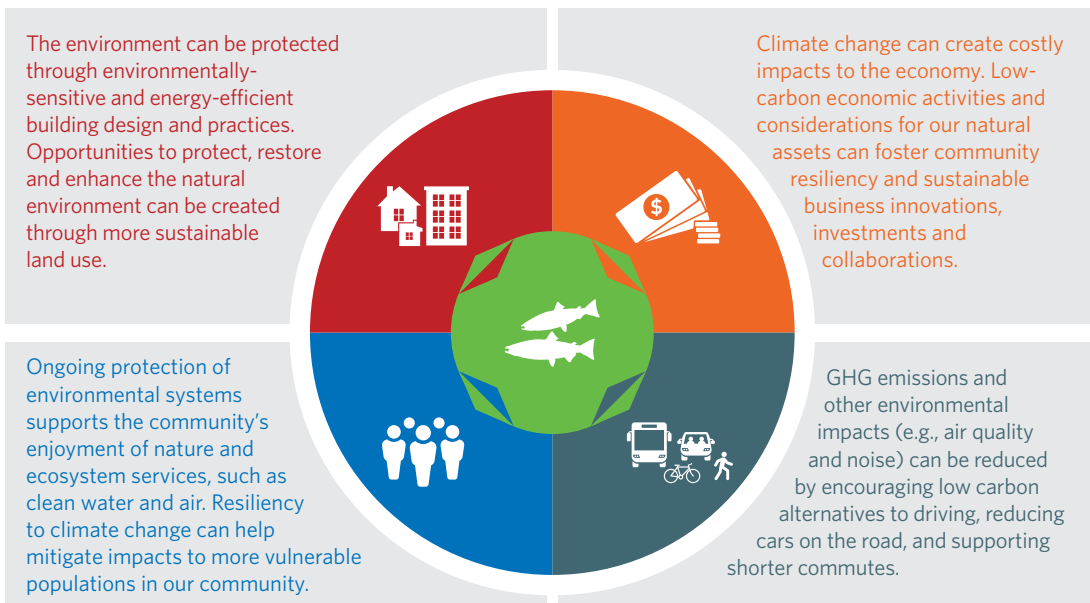 The environment can be protected
through environmentally-
sensitive and energy-efficient
building design and practices.
Opportunities to protect, restore
and enhance the natural
environment can be created
through more sustainable
land use.
Climate change can create costly
impacts to the economy. Low-
carbon economic activities and
considerations for our natural
assets can foster community
resiliency and sustainable
business innovations,
investments and
collaborations.
$
Ongoing protection of
environmental systems
supports the community's
enjoyment of nature and
ecosystem services, such as
clean water and air. Resiliency
to climate change can help
mitigate impacts to more vulnerable
populations in our community.
GHG emissions and
other environmental
impacts (e.g., air quality
and noise) can be reduced
by encouraging low carbon
alternatives to driving, reducing
cars on the road, and supporting
shorter commutes.